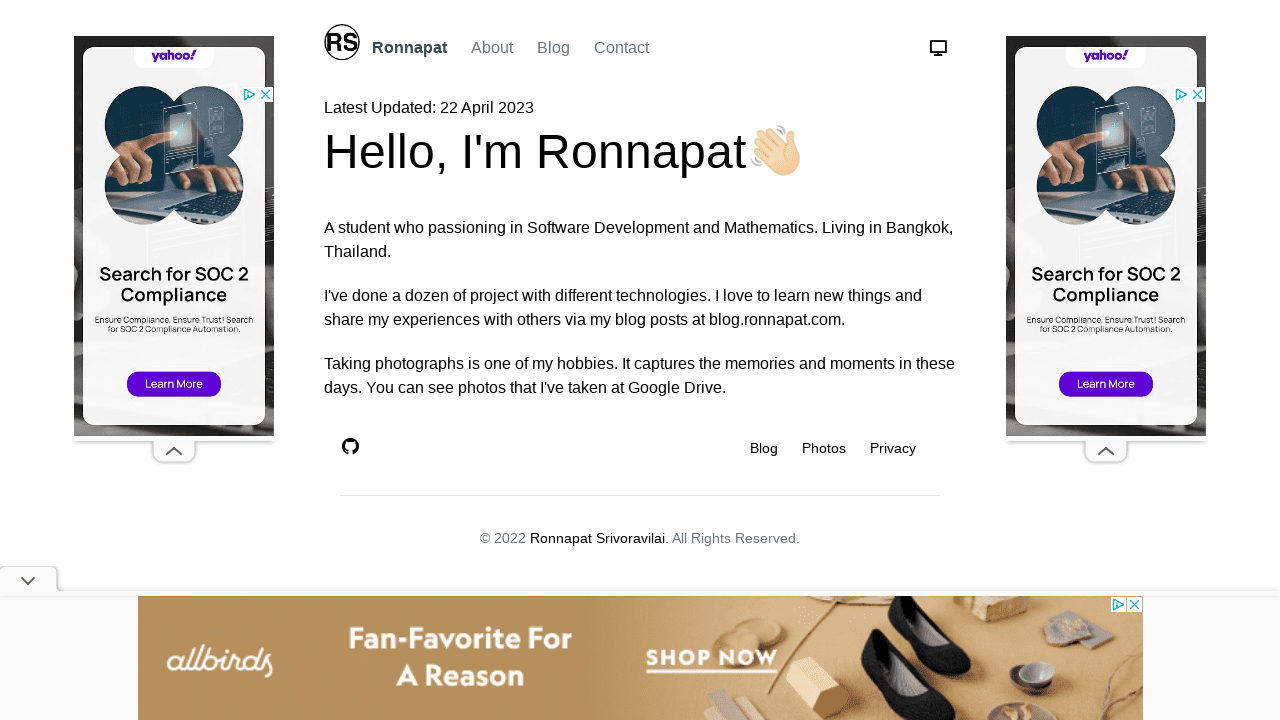 RS
Ronnapat
About
Blog
Contact
Latest Updated: 22 April 2023
Hello, I'm Ronnapat👋🏼
A student who passioning in Software Development and Mathematics. Living in Bangkok,
Thailand.
I've done a dozen of project with different technologies. I love to learn new things and
share my experiences with others via my blog posts at blog.ronnapat.com.
Taking photographs is one of my hobbies. It captures the memories and moments in these
days. You can see photos that I've taken at Google Drive.
Blog
Photos
Privacy
© 2022 Ronnapat Srivoravilai. All Rights Reserved.
yahoo!
Search for SOC 2
Compliance
Ensure Compliance, Ensure Trust! Search
for SOC 2 Compliance Automation.
Learn More
yahoo!
Search for SOC 2
Compliance
Ensure Compliance, Ensure Trust! Search
for SOC 2 Compliance Automation.
Learn More
allbirds
Fan-Favorite For
A Reason
SHOP NOW